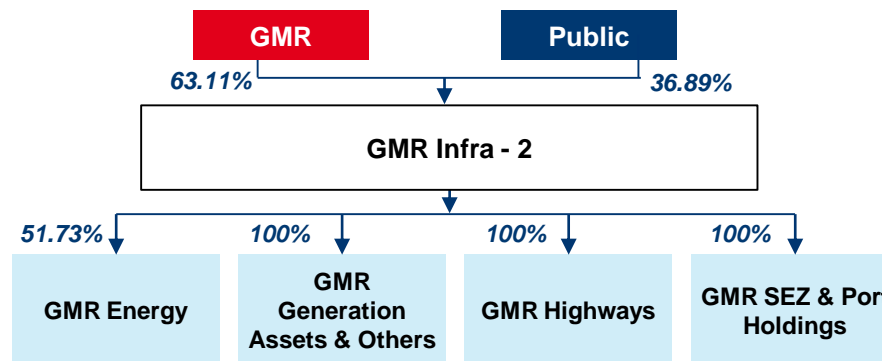 GMR
Public
63.11%
36.89%
GMR Infra - 2
51.73%
100%
100%
100%
GMR Energy
GMR
Generation
Assets & Others
GMR Highways
GMR SEZ & Port
Holdings